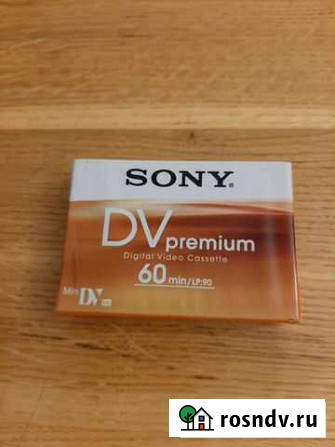 SONY®
DV premium
Digital Video Cassette
60 min/LP:90
Mini DV
rosndv.ru